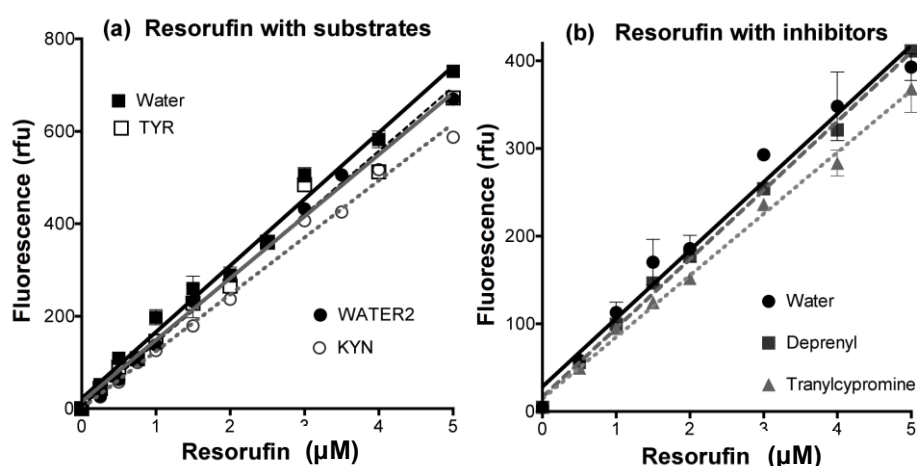 (a) Resorufin with substrates
800
600
400
200
0
Fluorescence (rfu)
Water
TYR
WATER2
KYN
0 1 2 3 4 5
Resorufin (µM)
(b) Resorufin with inhibitors
400
300
200
100
0
Fluorescence (rfu)
Water
Deprenyl
Tranylcypromine
0 1 2 3 4 5
Resorufin (µM)